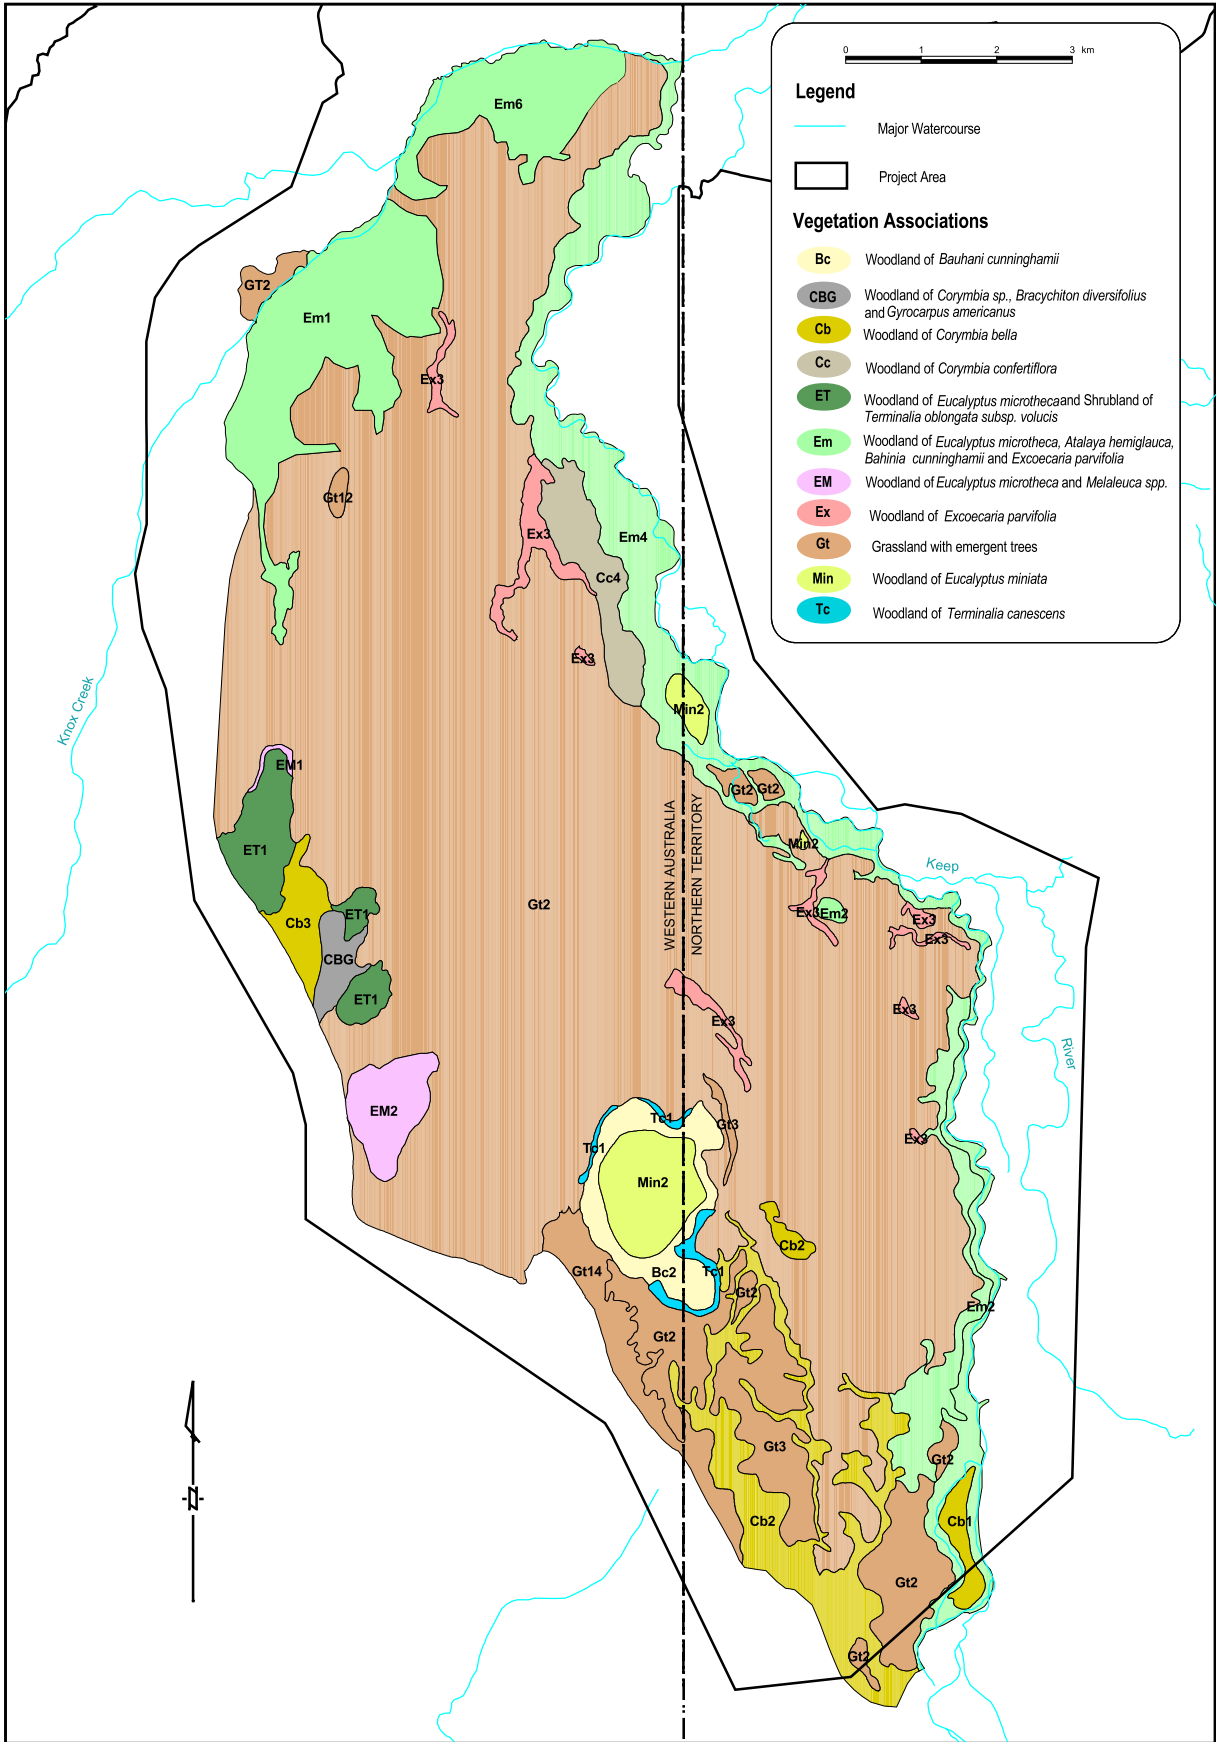 0 1 2 3 km
Legend
Major Watercourse
Project Area
Vegetation Associations
Bc Woodland of Bauhani cunninghamii
CBG Woodland of Corymbia sp., Bracychiton diversifolius
and Gyrocarpus americanus
Cb Woodland of Corymbia bella
Cc Woodland of Corymbia confertiflora
ET Woodland of Eucalyptus microthecaand Shrubland of
Terminalia oblongata subsp. volucis
Em Woodland of Eucalyptus microtheca, Atalaya hemiglauca,
Bahinia cunninghamii and Excoecaria parvifolia
EM Woodland of Eucalyptus microtheca and Melaleuca spp.
Ex Woodland of Excoecaria parvifolia
Gt Grassland with emergent trees
Min Woodland of Eucalyptus miniata
Tc Woodland of Terminalia canescens
Em6
GT2
Em1
Ex3
Gt12
Ex3
Em4
Cc4
Ex3
Min2
Knox Creek
EM1
Gt2
Gt2
WESTERN AUSTRALIA
NORTHERN TERRITORY
Min2
ET1
Keep
Gt2
Cb3
ET1
Ex3
Em2
Ex3
Ex3
CBG
ET1
Ex3
Ex3
River
EM2
Tc1
Gt3
Ex3
Tc1
Min2
Cb2
Gt14
Bc2
Tc1
Gt2
Em2
Gt2
Gt3
Gt2
Cb2
Cb1
Gt2
Gt2